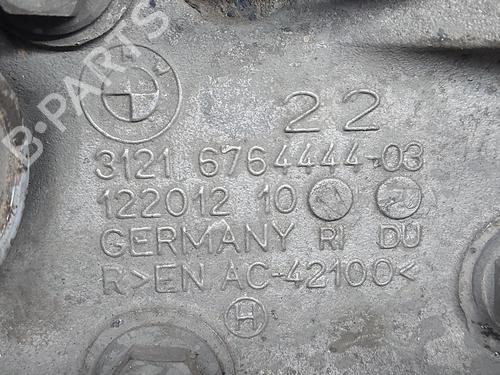 B-PARTS
22
3121 6764444-03
122012 10
GERMANY RI DU
R>EN AC-42100<
H